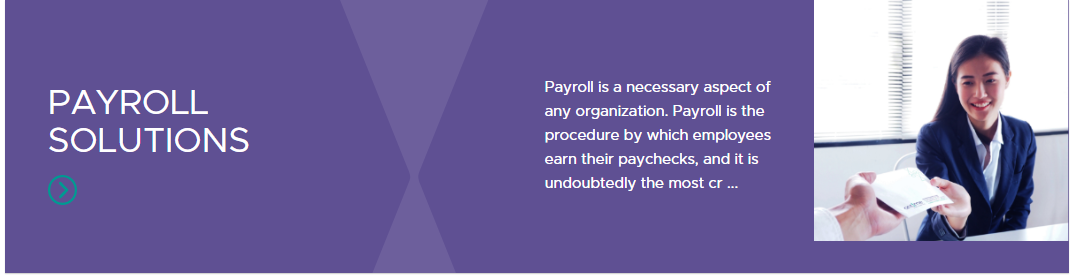 PAYROLL
SOLUTIONS
Payroll is a necessary aspect of
any organization. Payroll is the
procedure by which employees
earn their paychecks, and it is
undoubtedly the most cr ...